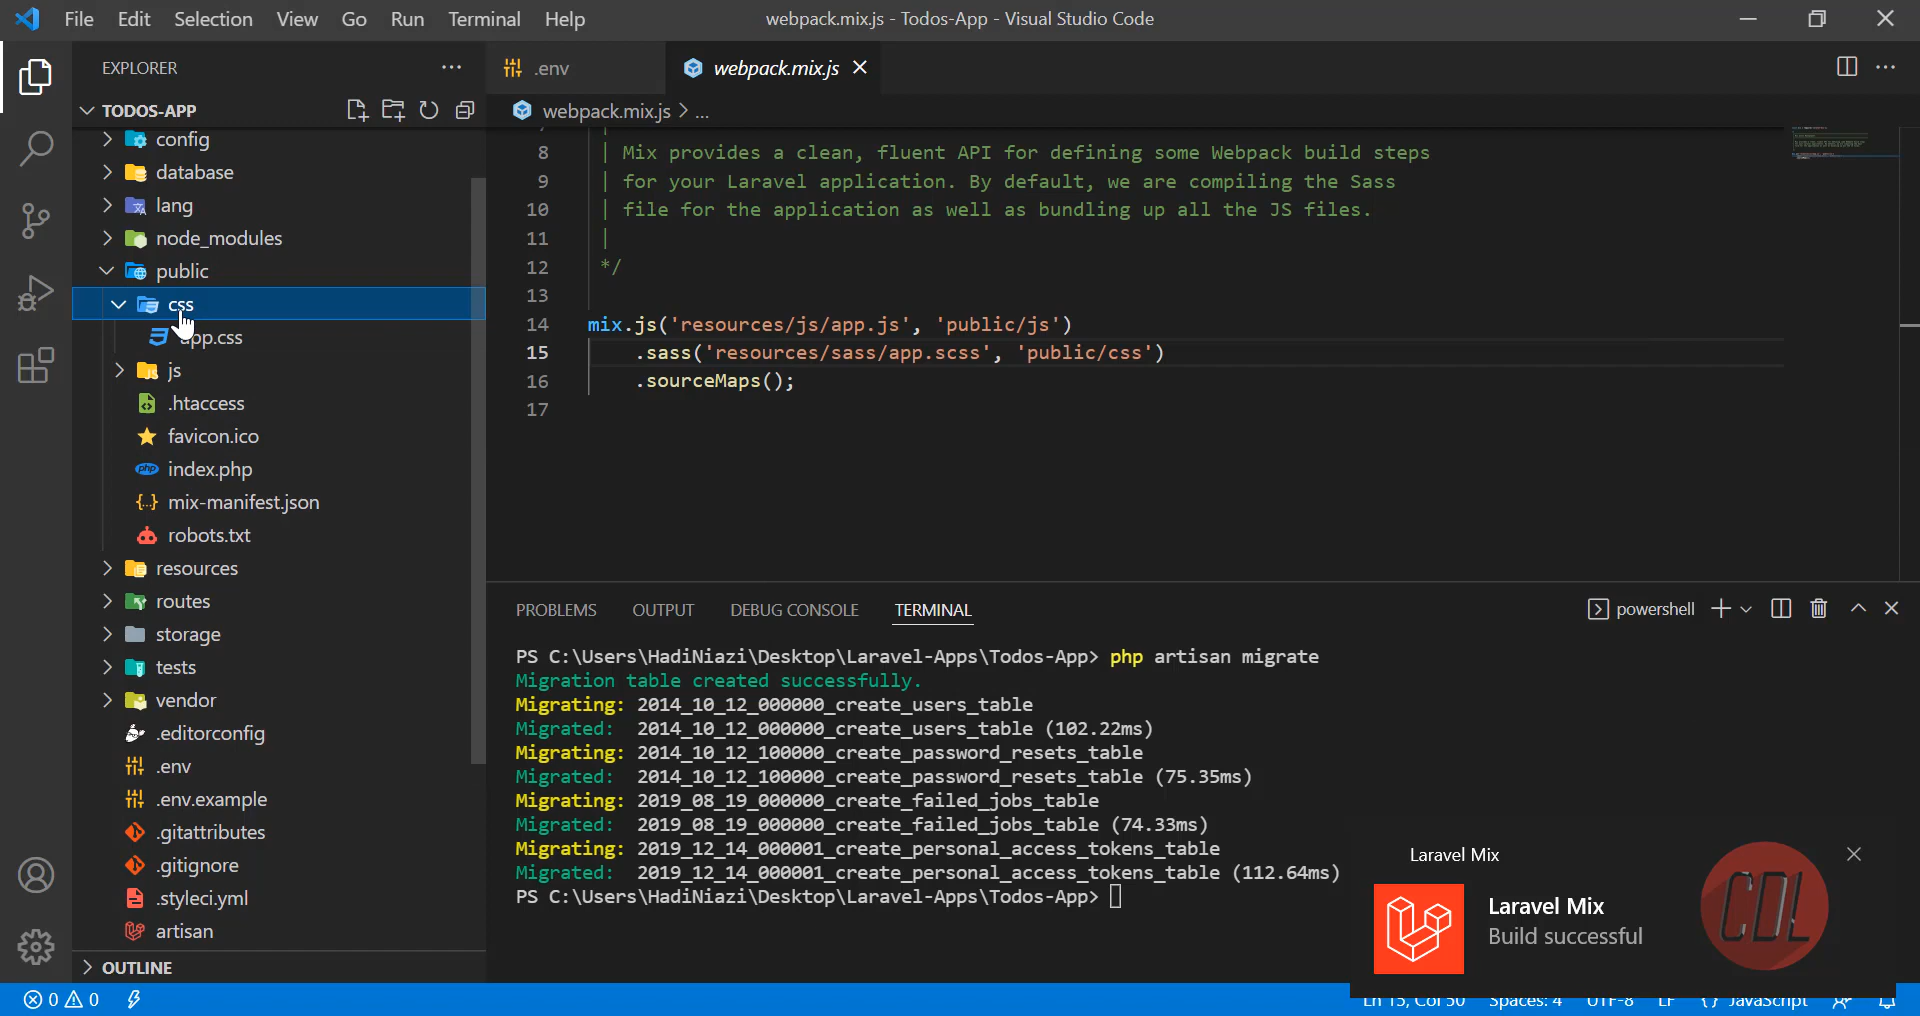 File Edit Selection View Go Run Terminal Help
webpack.mix.js - Todos-App - Visual Studio Code
EXPLORER
TODOS-APP
config
database
lang
node_modules
public
css
app.css
js
.htaccess
favicon.ico
index.php
mix-manifest.json
robots.txt
resources
routes
storage
tests
vendor
.editorconfig
.env
.env.example
.gitattributes
.gitignore
.styleci.yml
artisan
OUTLINE
.env
webpack.mix.js
webpack.mix.js > ...
8 | Mix provides a clean, fluent API for defining some Webpack build steps
9 | for your Laravel application. By default, we are compiling the Sass
10 | file for the application as well as bundling up all the JS files.
11 |
12 */
13
14 mix.js('resources/js/app.js', 'public/js')
15 .sass('resources/sass/app.scss', 'public/css')
16 .sourceMaps();
17
PROBLEMS OUTPUT DEBUG CONSOLE TERMINAL
powershell
PS C:\Users\HadiNiazi\Desktop\Laravel-Apps\Todos-App> php artisan migrate
Migration table created successfully.
Migrating: 2014_10_12_000000_create_users_table
Migrated: 2014_10_12_000000_create_users_table (102.22ms)
Migrating: 2014_10_12_100000_create_password_resets_table
Migrated: 2014_10_12_100000_create_password_resets_table (75.35ms)
Migrating: 2019_08_19_000000_create_failed_jobs_table
Migrated: 2019_08_19_000000_create_failed_jobs_table (74.33ms)
Migrating: 2019_12_14_000001_create_personal_access_tokens_table
Migrated: 2019_12_14_000001_create_personal_access_tokens_table (112.64ms)
PS C:\Users\HadiNiazi\Desktop\Laravel-Apps\Todos-App>
Laravel Mix
Laravel Mix
Build successful
CDL
0 0
Ln 15, Col 50 Spaces: 4 UTF-8 LF {} JavaScript